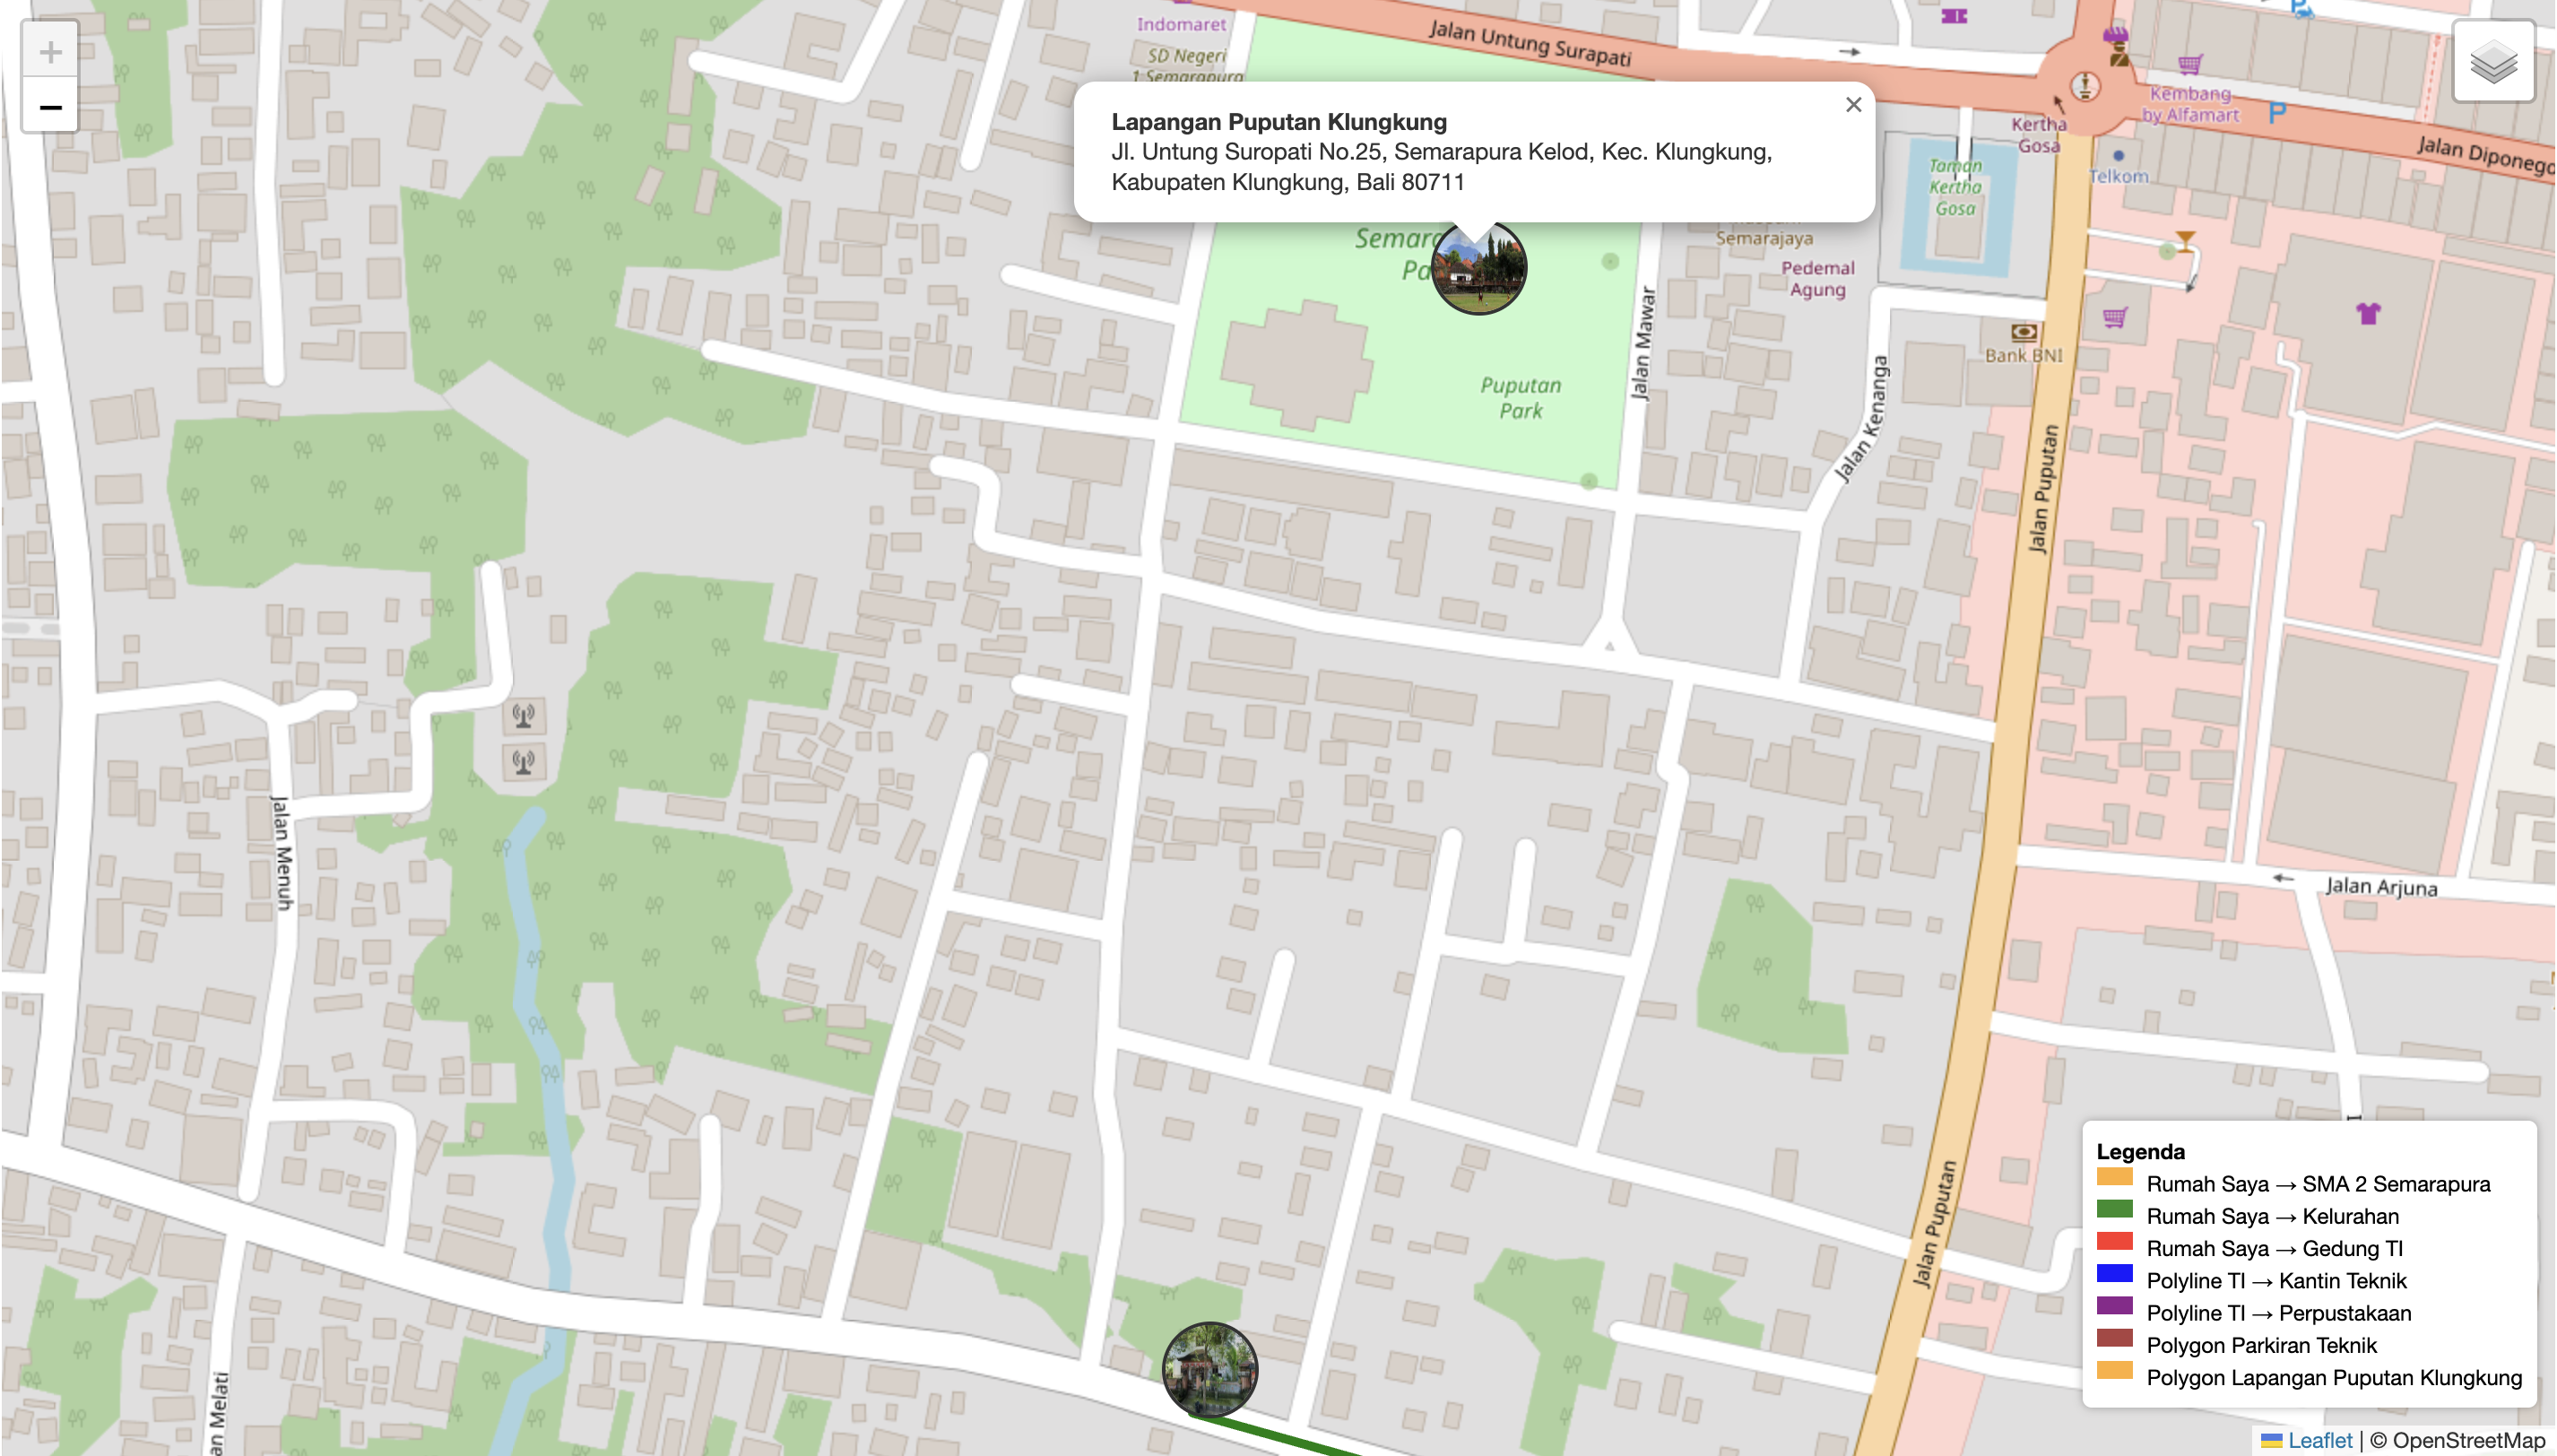 +
−
Indomaret
SD Negeri
1 Semarapura
Jalan Untung Surapati
Kembang
by Alfamart
P
Kertha
Gosa
Jalan Diponego
Telkom
Taman
Kertha
Gosa
×
Lapangan Puputan Klungkung
Jl. Untung Suropati No.25, Semarapura Kelod, Kec. Klungkung,
Kabupaten Klungkung, Bali 80711
Semarajaya
Pedemal
Agung
Bank BNI
Puputan
Park
Jalan Mawar
Jalan Kenanga
Jalan Puputan
Jalan Menuh
Jalan Arjuna
Jalan Puputan
an Melati
Legenda
Rumah Saya → SMA 2 Semarapura
Rumah Saya → Kelurahan
Rumah Saya → Gedung TI
Polyline TI → Kantin Teknik
Polyline TI → Perpustakaan
Polygon Parkiran Teknik
Polygon Lapangan Puputan Klungkung
Leaflet | © OpenStreetMap